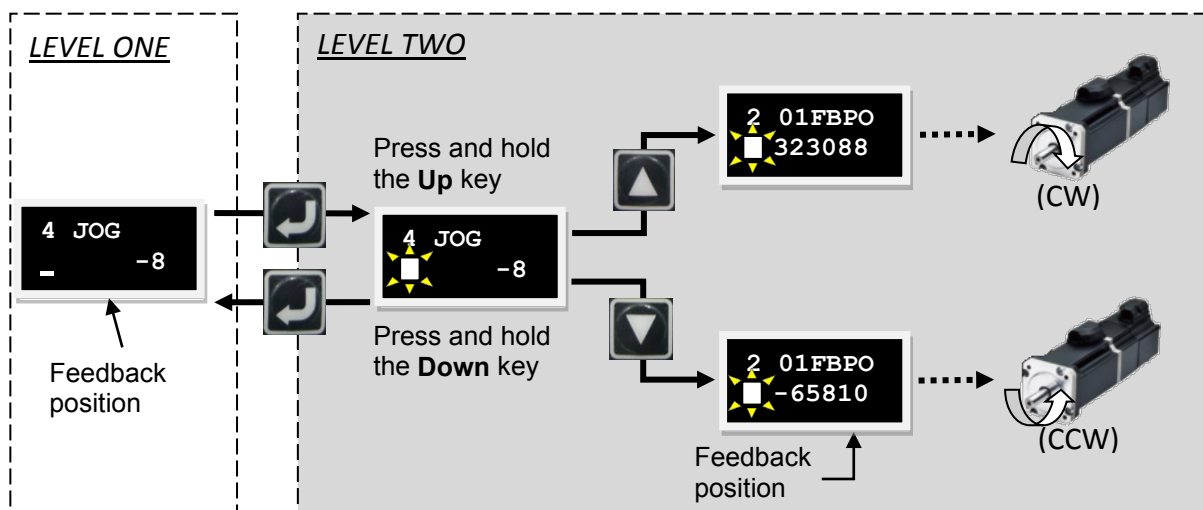 LEVEL ONE
4 JOG
-8
Feedback
position
LEVEL TWO
Press and hold
the Up key
4 JOG
-8
Press and hold
the Down key
2 01FBPO
323088
(CW)
2 01FBPO
-65810
(CCW)
Feedback
position